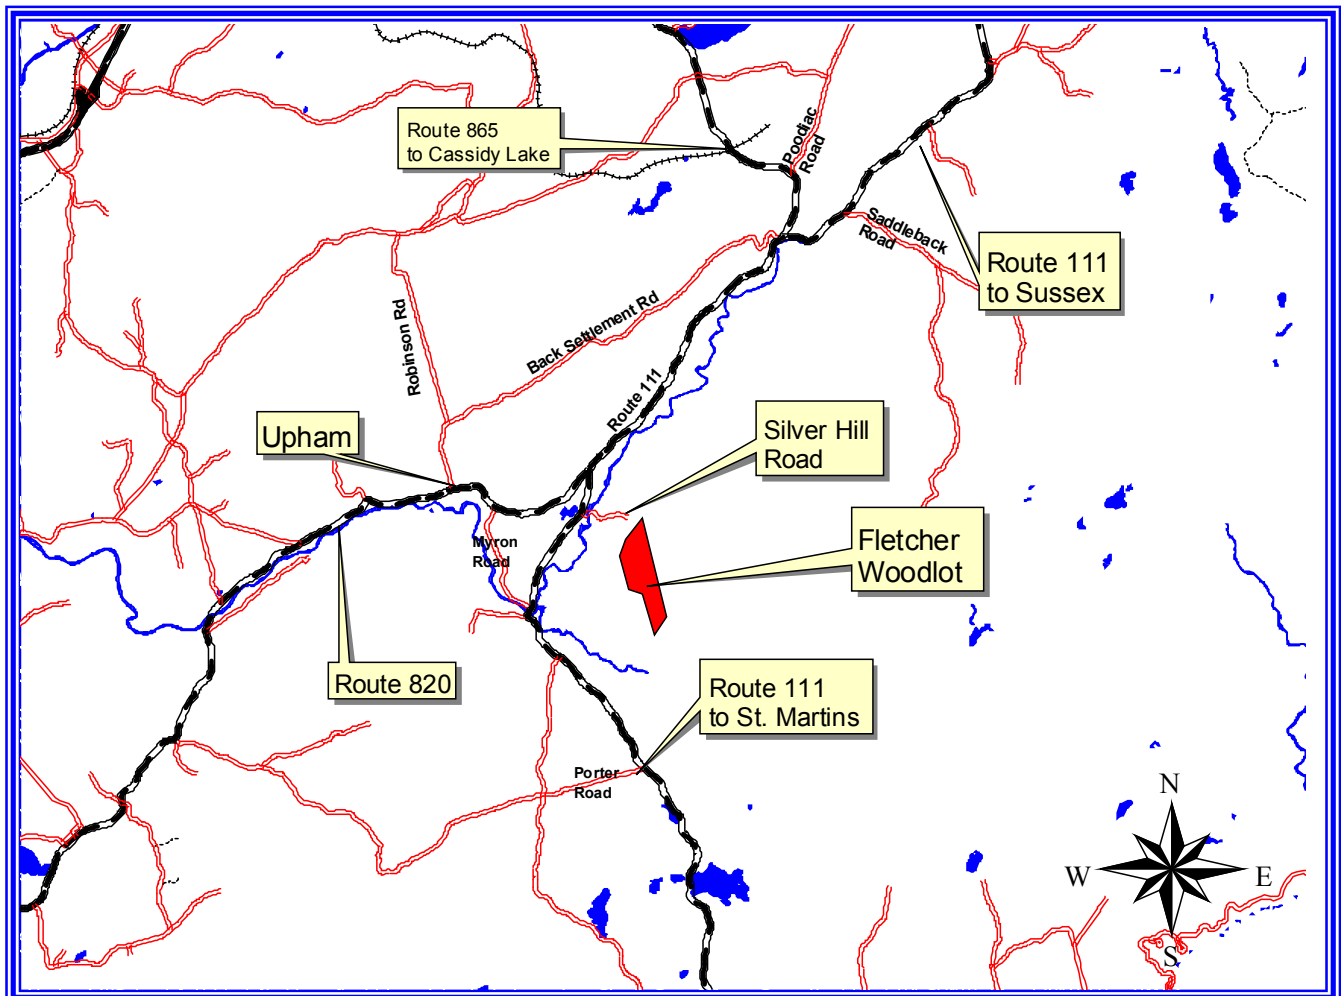 Route 865
to Cassidy Lake
Poodiac
Road
Saddleback
Road
Route 111
to Sussex
Robinson Rd
Back Settlement Rd
Route 111
Upham
Silver Hill
Road
Myron
Road
Fletcher
Woodlot
Route 820
Route 111
to St. Martins
Porter
Road
N
W
E
S